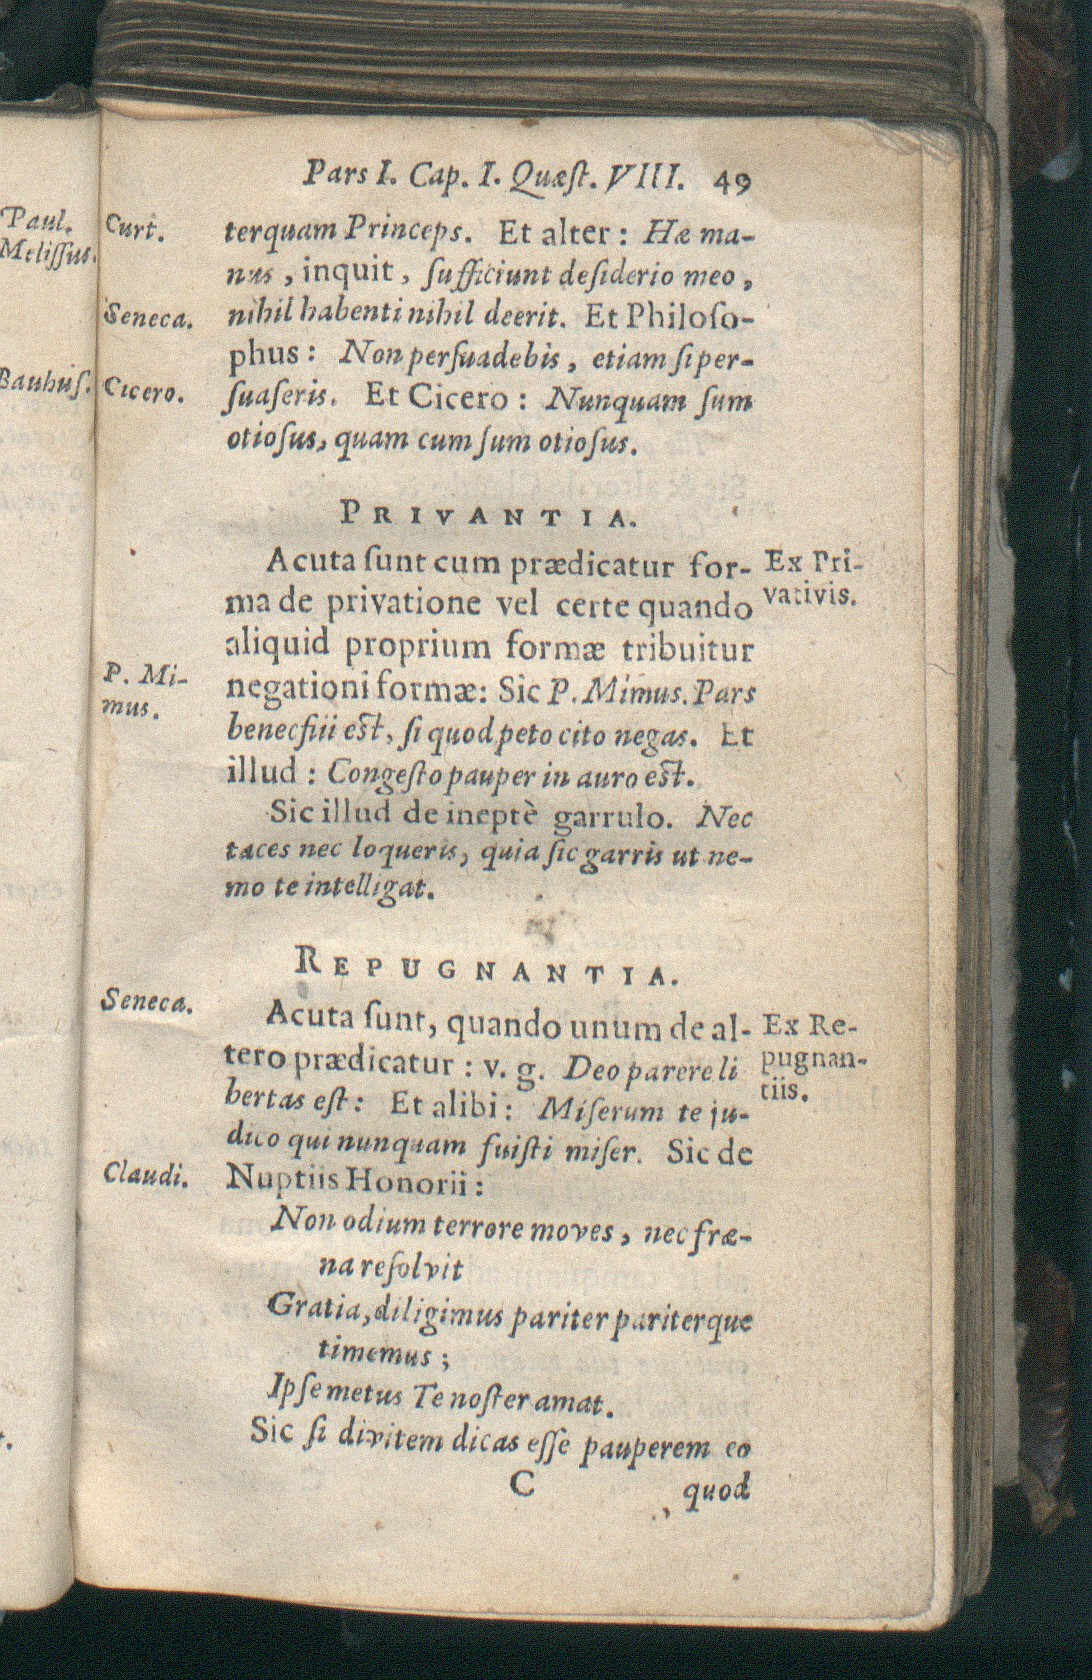 Pars I. Cap. I. Quæſt. VIII. 49
Paul.
Meliſſus.
Bauhuſ.
Curt.
terquam Princeps. Et alter: Hæ ma-
nus, inquit, ſufficiunt deſiderio meo,
Seneca.
nihil habenti nihil deerit. Et Philoſo-
phus: Non perſuadebis, etiam ſi per-
Cicero.
ſuaſeris. Et Cicero: Nunquam ſum
otioſus, quam cum ſum otioſus.
PRIVANTIA.
Acuta ſunt cum prædicatur for-
Ex Pri-
ma de privatione vel certe quando
vativis.
aliquid proprium formæ tribuitur
P. Mi-
mus.
negationi formæ: Sic P. Mimus. Pars
benecfiii eſt, ſi quod peto cito negas. Et
illud: Congeſto pauper in auro eſt.
Sic illud de ineptè garrulo. Nec
taces nec loqueris, quia ſic garris ut ne-
mo te intelligat.
REPUGNANTIA.
Seneca.
Acuta ſunt, quando unum de al-
Ex Re-
pugnan-
tiis.
tero prædicatur: v. g. Deo parere li
bertas eſt: Et alibi: Miſerum te ju-
dico qui nunquam fuiſti miſer. Sic de
Claudi.
Nuptiis Honorii:
Non odium terrore moves, nec fræ-
na reſolvit
Gratia, diligimus pariter pariterque
timemus;
Ipſe metus Te noſter amat.
Sic ſi divitem dicas eſſe pauperem eo
C
quod